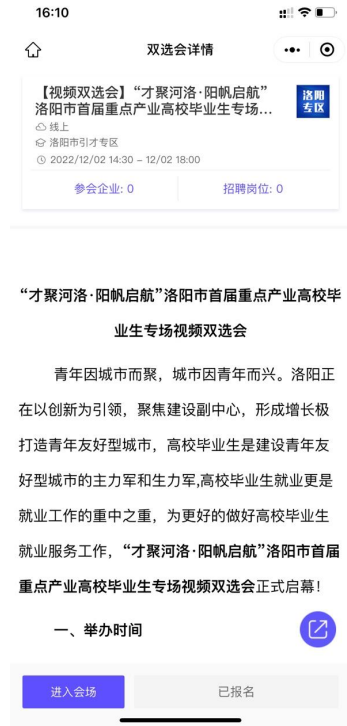 16:10
双选会详情
【视频双选会】“才聚河洛·阳帆启航”
洛阳市首届重点产业高校毕业生专场...
洛阳
专区
线上
洛阳市引才专区
2022/12/02 14:30 – 12/02 18:00
参会企业: 0
招聘岗位: 0
“才聚河洛·阳帆启航”洛阳市首届重点产业高校毕
业生专场视频双选会
青年因城市而聚，城市因青年而兴。洛阳正
在以创新为引领，聚焦建设副中心，形成增长极
打造青年友好型城市，高校毕业生是建设青年友
好型城市的主力军和生力军,高校毕业生就业更是
就业工作的重中之重，为更好的做好高校毕业生
就业服务工作，“才聚河洛·阳帆启航”洛阳市首届
重点产业高校毕业生专场视频双选会正式启幕！
一、举办时间
进入会场
已报名